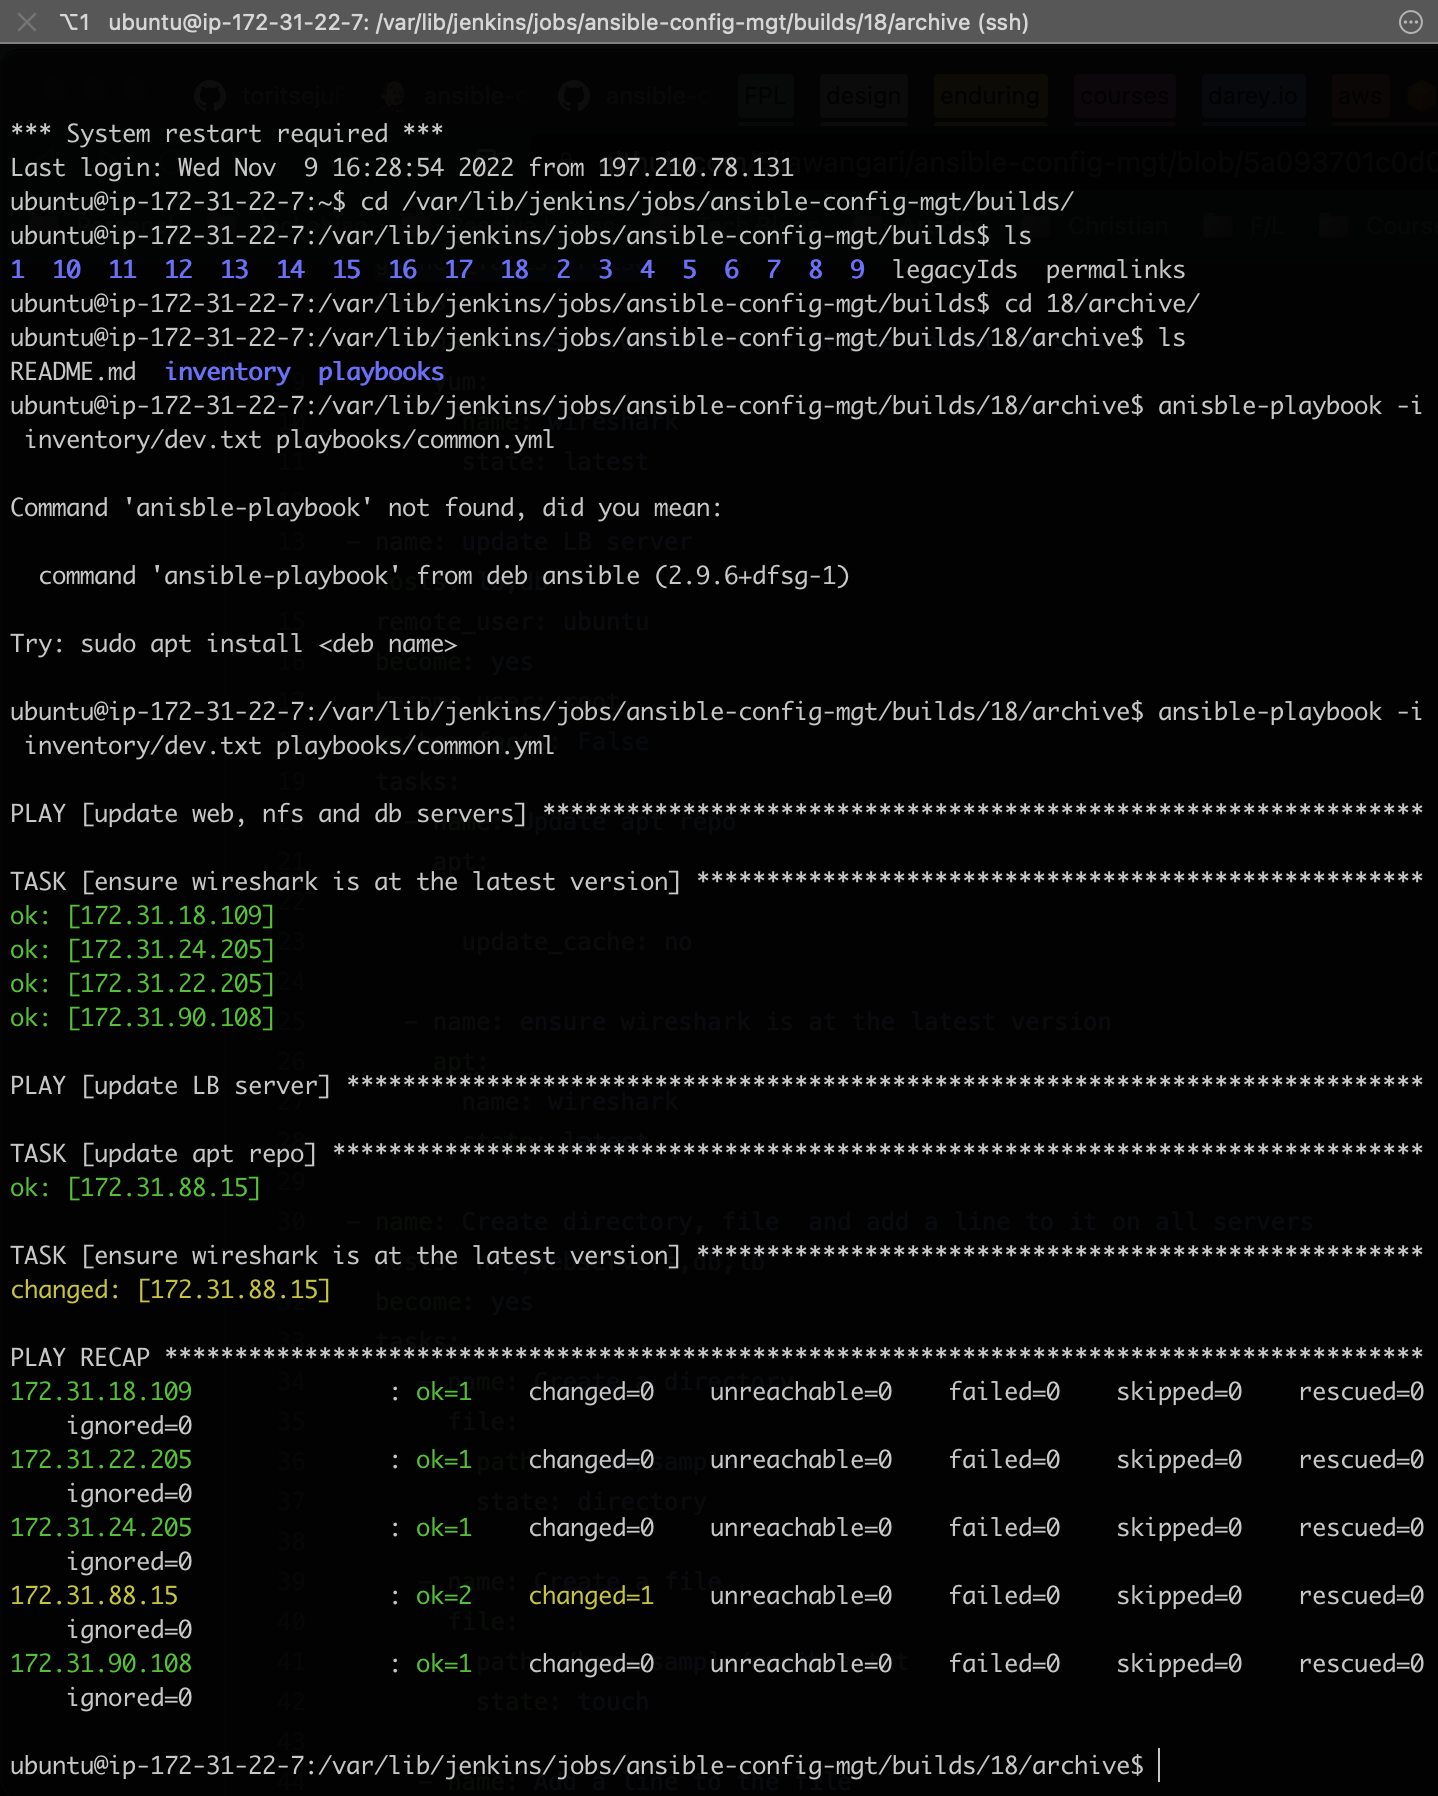 ⌥1 ubuntu@ip-172-31-22-7: /var/lib/jenkins/jobs/ansible-config-mgt/builds/18/archive (ssh)
FPL design enduring courses darey.io aws
*** System restart required ***
Last login: Wed Nov  9 16:28:54 2022 from 197.210.78.131
ubuntu@ip-172-31-22-7:~$ cd /var/lib/jenkins/jobs/ansible-config-mgt/builds/
ubuntu@ip-172-31-22-7:/var/lib/jenkins/jobs/ansible-config-mgt/builds$ ls
1  10  11  12  13  14  15  16  17  18  2  3  4  5  6  7  8  9  legacyIds  permalinks
ubuntu@ip-172-31-22-7:/var/lib/jenkins/jobs/ansible-config-mgt/builds$ cd 18/archive/
ubuntu@ip-172-31-22-7:/var/lib/jenkins/jobs/ansible-config-mgt/builds/18/archive$ ls
README.md  inventory  playbooks
ubuntu@ip-172-31-22-7:/var/lib/jenkins/jobs/ansible-config-mgt/builds/18/archive$ anisble-playbook -i
 inventory/dev.txt playbooks/common.yml
Command 'anisble-playbook' not found, did you mean:
  command 'ansible-playbook' from deb ansible (2.9.6+dfsg-1)
Try: sudo apt install <deb name>
ubuntu@ip-172-31-22-7:/var/lib/jenkins/jobs/ansible-config-mgt/builds/18/archive$ ansible-playbook -i
 inventory/dev.txt playbooks/common.yml
PLAY [update web, nfs and db servers] ***************************************************************
TASK [ensure wireshark is at the latest version] ****************************************************
ok: [172.31.18.109]
ok: [172.31.24.205]
ok: [172.31.22.205]
ok: [172.31.90.108]
PLAY [update LB server] *****************************************************************************
TASK [update apt repo] ******************************************************************************
ok: [172.31.88.15]
TASK [ensure wireshark is at the latest version] ****************************************************
changed: [172.31.88.15]
PLAY RECAP ******************************************************************************************
172.31.18.109              : ok=1    changed=0    unreachable=0    failed=0    skipped=0    rescued=0
    ignored=0
172.31.22.205              : ok=1    changed=0    unreachable=0    failed=0    skipped=0    rescued=0
    ignored=0
172.31.24.205              : ok=1    changed=0    unreachable=0    failed=0    skipped=0    rescued=0
    ignored=0
172.31.88.15               : ok=2    changed=1    unreachable=0    failed=0    skipped=0    rescued=0
    ignored=0
172.31.90.108              : ok=1    changed=0    unreachable=0    failed=0    skipped=0    rescued=0
    ignored=0
ubuntu@ip-172-31-22-7:/var/lib/jenkins/jobs/ansible-config-mgt/builds/18/archive$